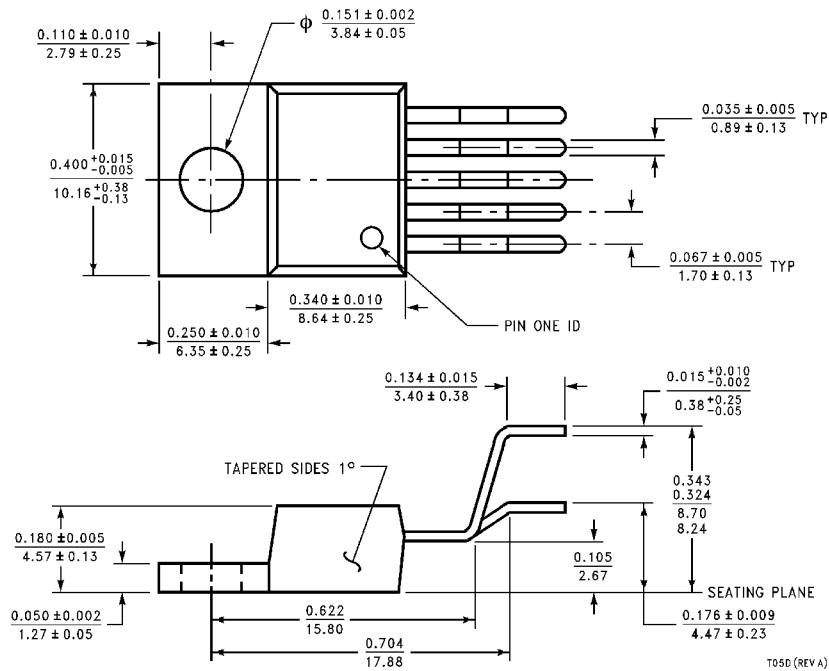 ϕ 0.151 ± 0.002
3.84 ± 0.05
0.110 ± 0.010
2.79 ± 0.25
0.035 ± 0.005 TYP
0.89 ± 0.13
0.400 +0.015 -0.005
10.16 +0.38 -0.13
0.067 ± 0.005 TYP
1.70 ± 0.13
0.340 ± 0.010
8.64 ± 0.25
PIN ONE ID
0.250 ± 0.010
6.35 ± 0.25
0.134 ± 0.015
3.40 ± 0.38
0.015 +0.010 -0.002
0.38 +0.25 -0.05
TAPERED SIDES 1°
0.343
0.324
8.70
8.24
0.180 ± 0.005
4.57 ± 0.13
0.105
2.67
SEATING PLANE
0.050 ± 0.002
1.27 ± 0.05
0.622
15.80
0.176 ± 0.009
4.47 ± 0.23
0.704
17.88
T05D (REV A)